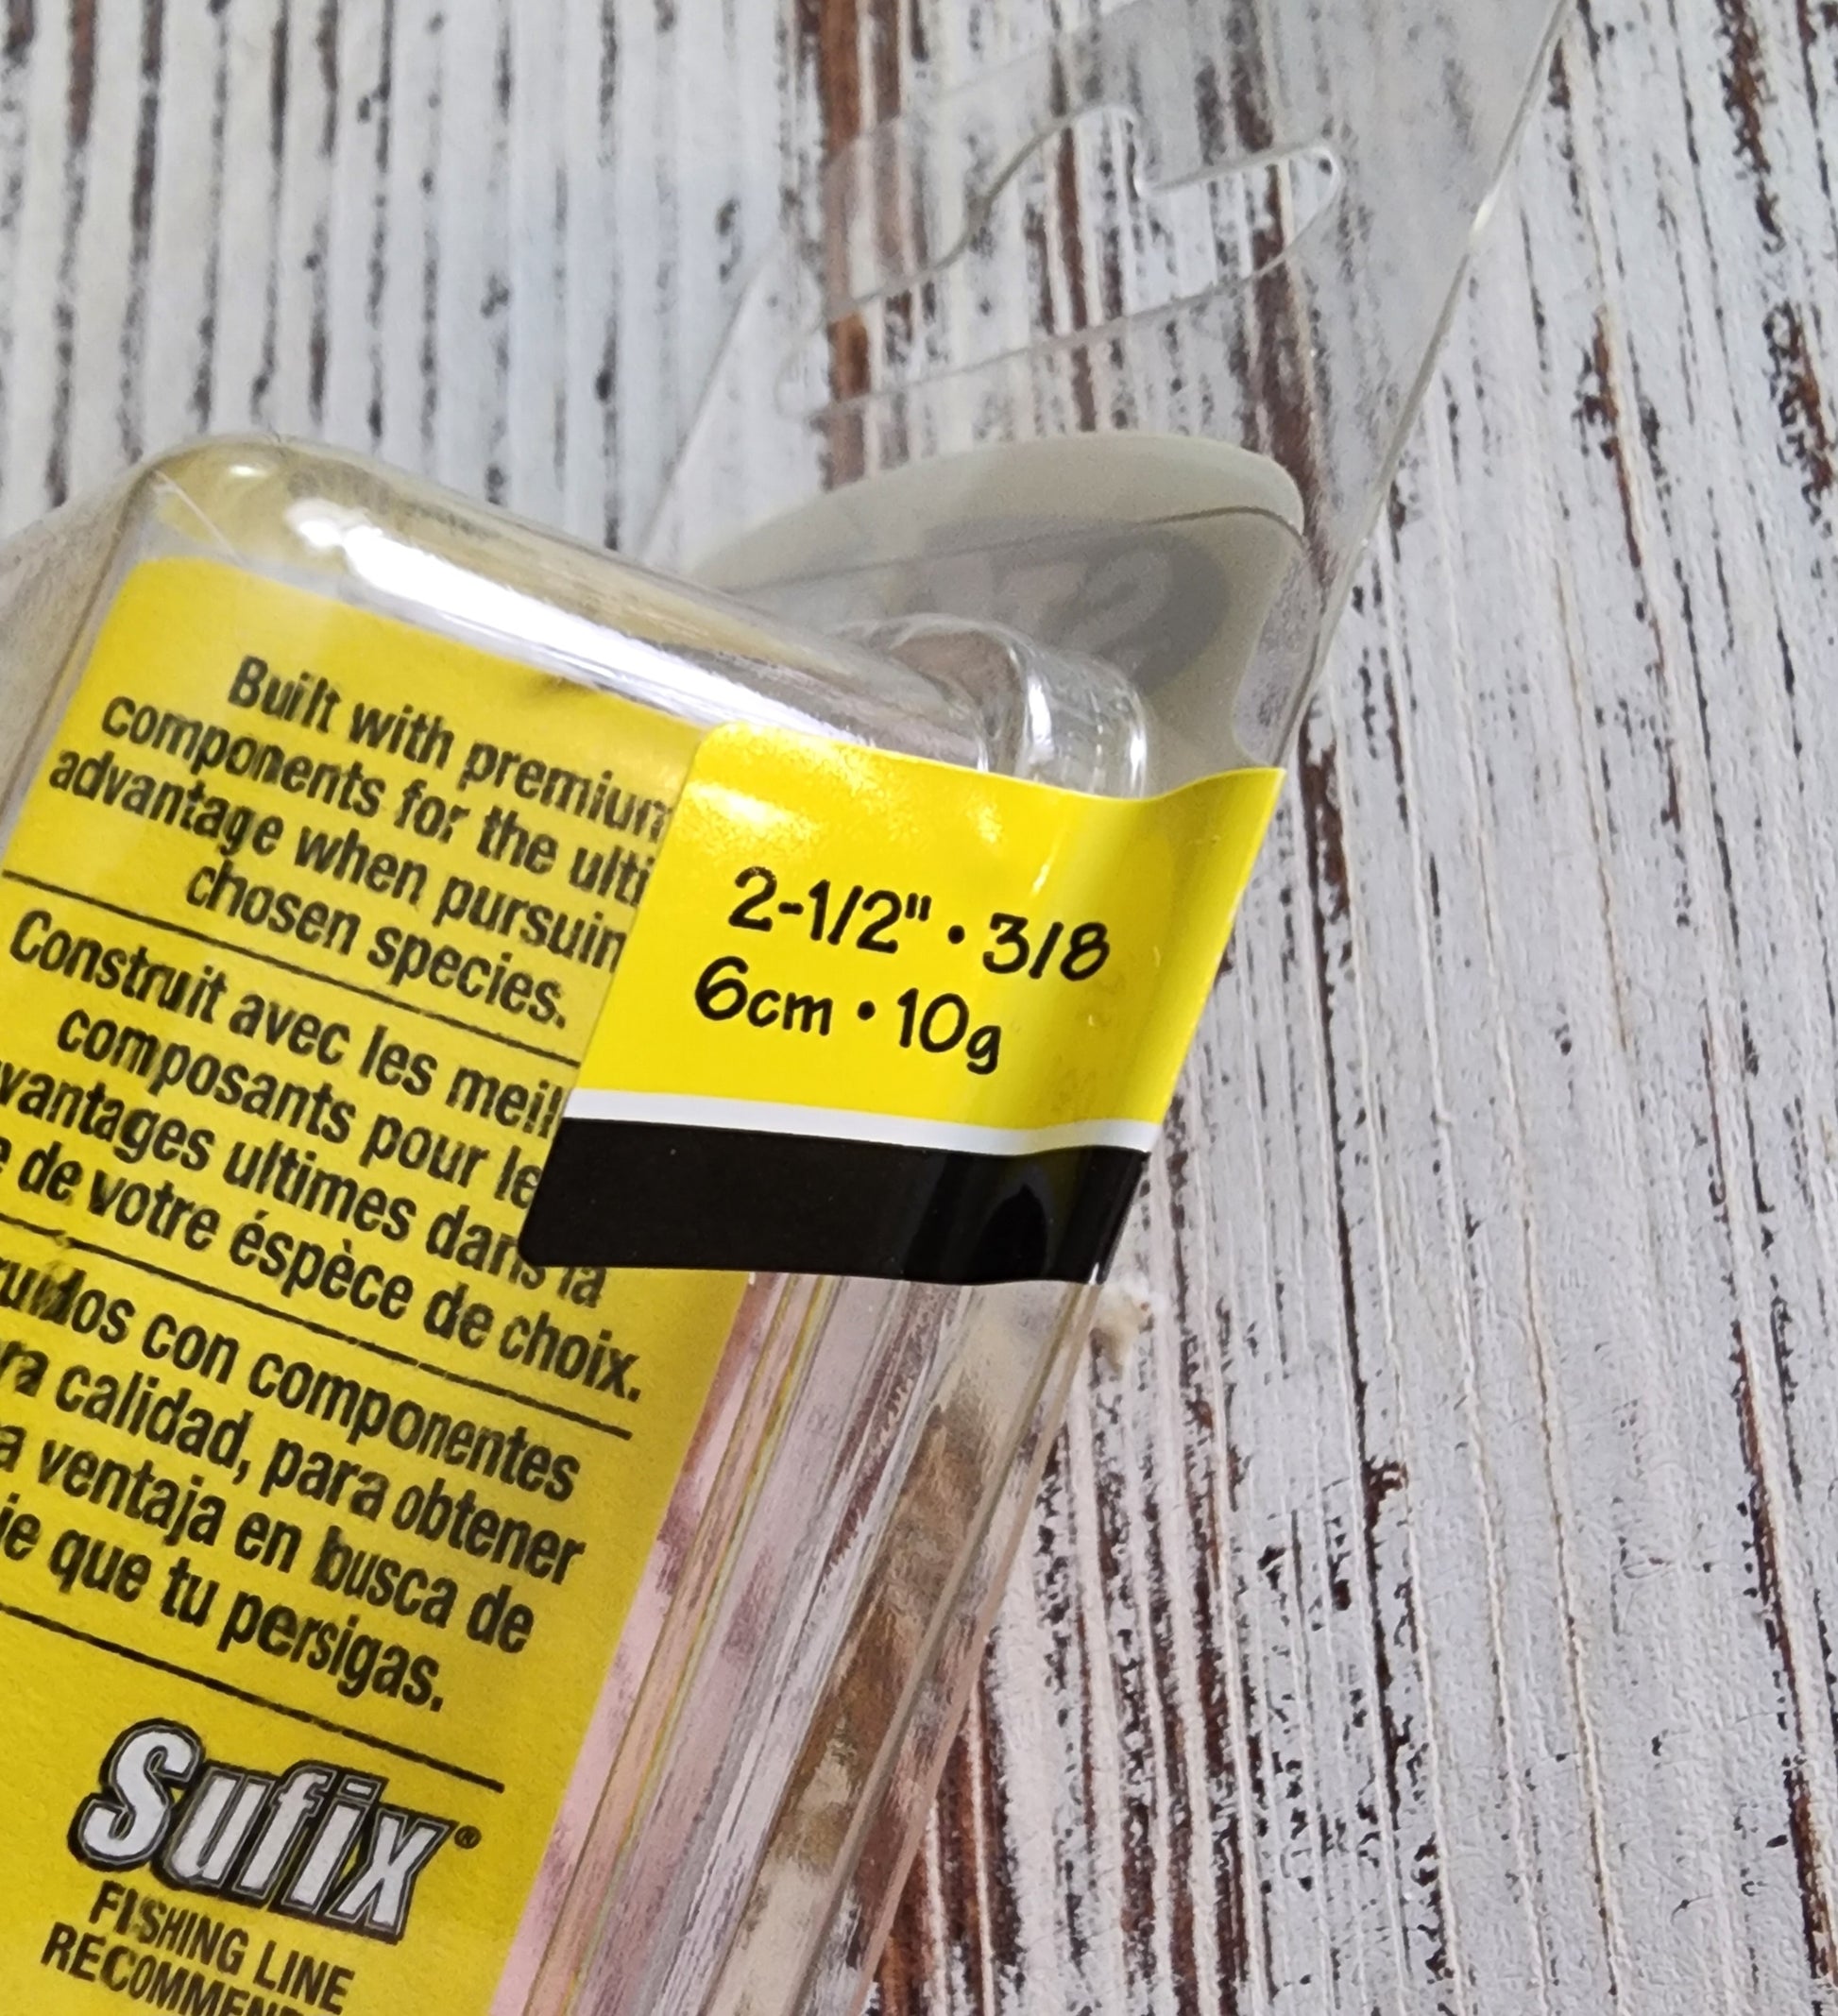 Built with premium
components for the ulti
advantage when pursuin
chosen species.
Construit avec les meil
composants pour le
vantages ultimes dans la
de votre éspèce de choix.
ruidos con componentes
ra calidad, para obtener
a ventaja en busca de
ie que tu persigas.
Sufix®
FISHING LINE
RECOMMEN
2-1/2" • 3/8
6cm • 10g